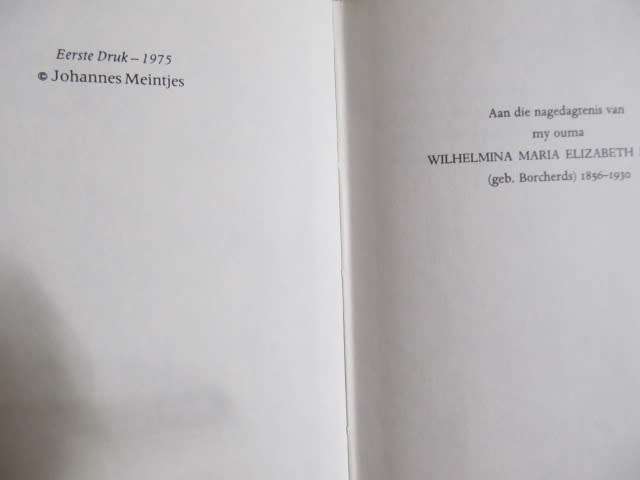 Eerste Druk – 1975
© Johannes Meintjes
Aan die nagedagtenis van
my ouma
WILHELMINA MARIA ELIZABETH
(geb. Borcherds) 1856–1930